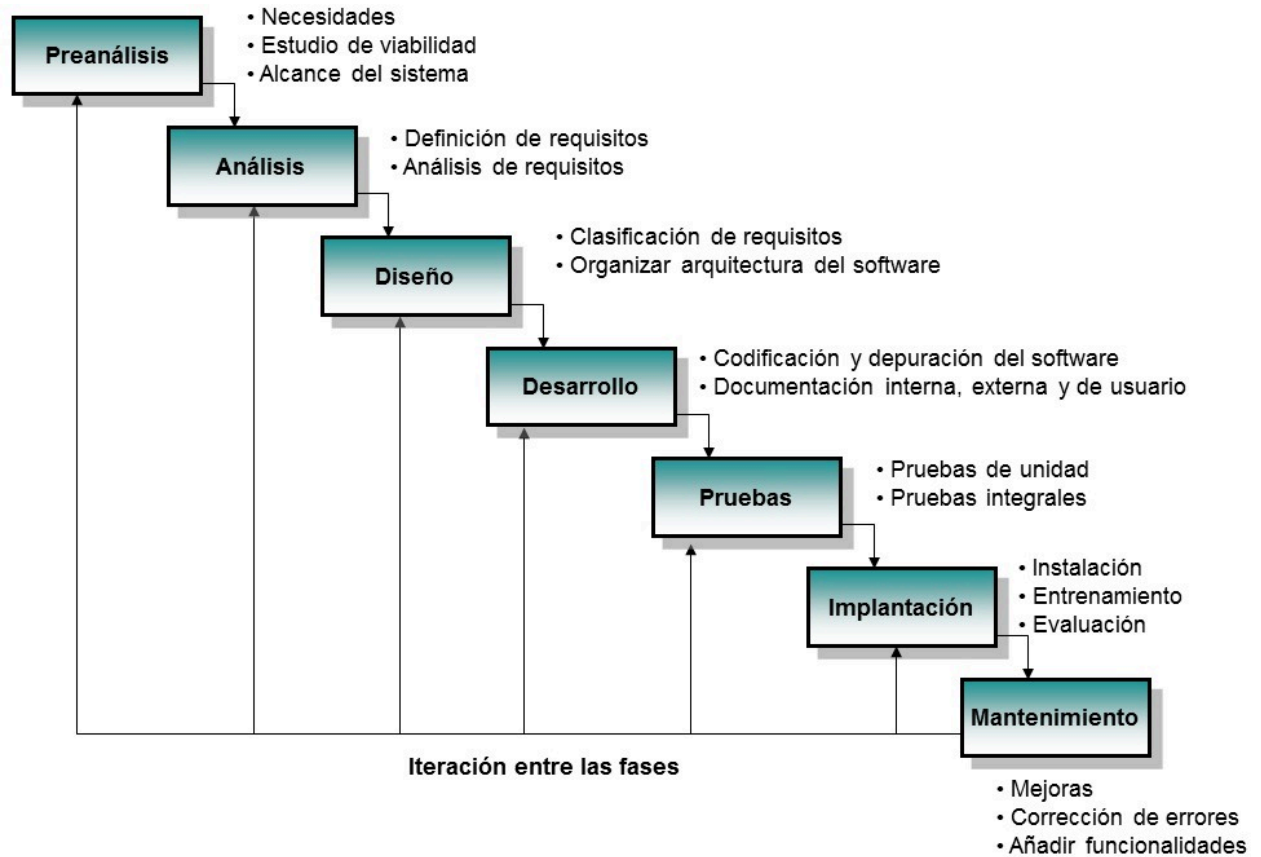 Preanálisis
• Necesidades
• Estudio de viabilidad
• Alcance del sistema
Análisis
• Definición de requisitos
• Análisis de requisitos
Diseño
• Clasificación de requisitos
• Organizar arquitectura del software
Desarrollo
• Codificación y depuración del software
• Documentación interna, externa y de usuario
Pruebas
• Pruebas de unidad
• Pruebas integrales
Implantación
• Instalación
• Entrenamiento
• Evaluación
Mantenimiento
Iteración entre las fases
• Mejoras
• Corrección de errores
• Añadir funcionalidades